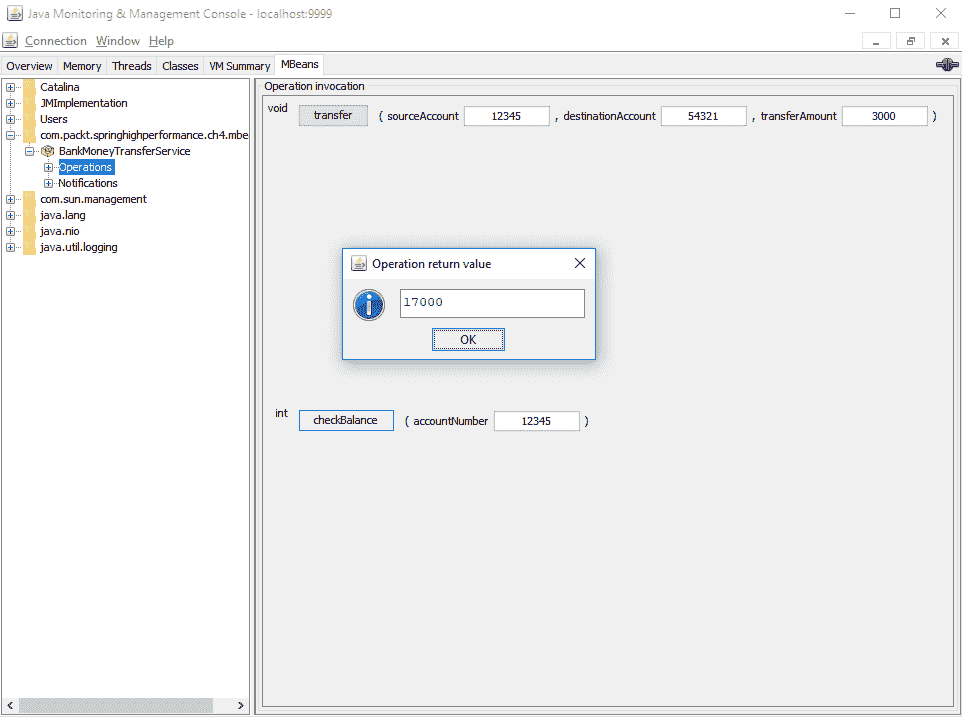 Java Monitoring & Management Console - localhost:9999
Connection Window Help
Overview Memory Threads Classes VM Summary MBeans
Catalina
JMImplementation
Users
com.packt.springhighperformance.ch4.mbe
BankMoneyTransferService
Operations
Notifications
com.sun.management
java.lang
java.nio
java.util.logging
Operation invocation
void transfer ( sourceAccount 12345 , destinationAccount 54321 , transferAmount 3000 )
Operation return value
17000
OK
int checkBalance ( accountNumber 12345 )